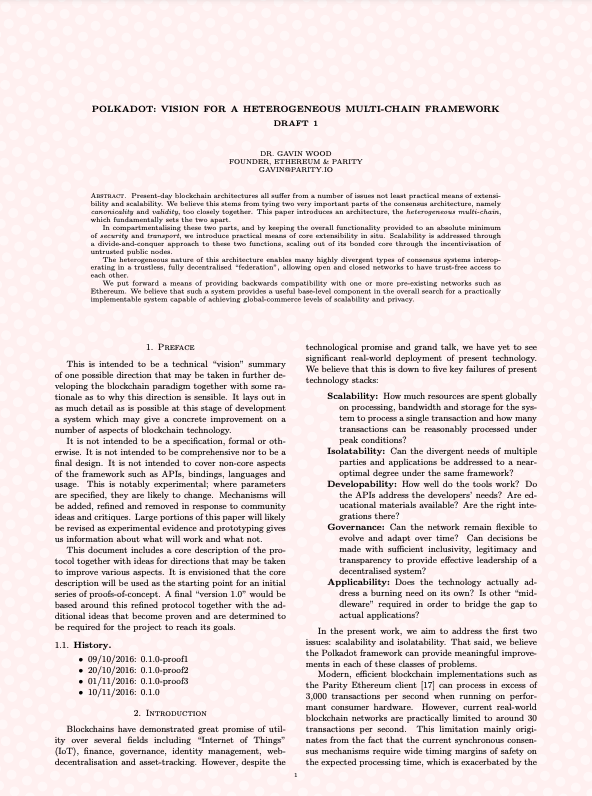 POLKADOT: VISION FOR A HETEROGENEOUS MULTI-CHAIN FRAMEWORK
DRAFT 1
DR. GAVIN WOOD
FOUNDER, ETHEREUM & PARITY
GAVIN@PARITY.IO
Abstract. Present-day blockchain architectures all suffer from a number of issues not least practical means of extensi-
bility and scalability. We believe this stems from tying two very important parts of the consensus architecture, namely
canonicality and validity, too closely together. This paper introduces an architecture, the heterogeneous multi-chain,
which fundamentally sets the two apart.
In compartmentalising these two parts, and by keeping the overall functionality provided to an absolute minimum
of security and transport, we introduce practical means of core extensibility in situ. Scalability is addressed through
a divide-and-conquer approach to these two functions, scaling out of its bonded core through the incentivisation of
untrusted public nodes.
The heterogeneous nature of this architecture enables many highly divergent types of consensus systems interop-
erating in a trustless, fully decentralised “federation”, allowing open and closed networks to have trust-free access to
each other.
We put forward a means of providing backwards compatibility with one or more pre-existing networks such as
Ethereum. We believe that such a system provides a useful base-level component in the overall search for a practically
implementable system capable of achieving global-commerce levels of scalability and privacy.
1. Preface
This is intended to be a technical “vision” summary
of one possible direction that may be taken in further de-
veloping the blockchain paradigm together with some ra-
tionale as to why this direction is sensible. It lays out in
as much detail as is possible at this stage of development
a system which may give a concrete improvement on a
number of aspects of blockchain technology.
It is not intended to be a specification, formal or oth-
erwise. It is not intended to be comprehensive nor to be a
final design. It is not intended to cover non-core aspects
of the framework such as APIs, bindings, languages and
usage. This is notably experimental; where parameters
are specified, they are likely to change. Mechanisms will
be added, refined and removed in response to community
ideas and critiques. Large portions of this paper will likely
be revised as experimental evidence and prototyping gives
us information about what will work and what not.
This document includes a core description of the pro-
tocol together with ideas for directions that may be taken
to improve various aspects. It is envisioned that the core
description will be used as the starting point for an initial
series of proofs-of-concept. A final “version 1.0” would be
based around this refined protocol together with the ad-
ditional ideas that become proven and are determined to
be required for the project to reach its goals.
1.1. History.
• 09/10/2016: 0.1.0-proof1
• 20/10/2016: 0.1.0-proof2
• 01/11/2016: 0.1.0-proof3
• 10/11/2016: 0.1.0
2. Introduction
Blockchains have demonstrated great promise of util-
ity over several fields including “Internet of Things”
(IoT), finance, governance, identity management, web-
decentralisation and asset-tracking. However, despite the
technological promise and grand talk, we have yet to see
significant real-world deployment of present technology.
We believe that this is down to five key failures of present
technology stacks:
Scalability: How much resources are spent globally
on processing, bandwidth and storage for the sys-
tem to process a single transaction and how many
transactions can be reasonably processed under
peak conditions?
Isolatability: Can the divergent needs of multiple
parties and applications be addressed to a near-
optimal degree under the same framework?
Developability: How well do the tools work? Do
the APIs address the developers’ needs? Are ed-
ucational materials available? Are the right inte-
grations there?
Governance: Can the network remain flexible to
evolve and adapt over time? Can decisions be
made with sufficient inclusivity, legitimacy and
transparency to provide effective leadership of a
decentralised system?
Applicability: Does the technology actually ad-
dress a burning need on its own? Is other “mid-
dleware” required in order to bridge the gap to
actual applications?
In the present work, we aim to address the first two
issues: scalability and isolatability. That said, we believe
the Polkadot framework can provide meaningful improve-
ments in each of these classes of problems.
Modern, efficient blockchain implementations such as
the Parity Ethereum client [17] can process in excess of
3,000 transactions per second when running on perfor-
mant consumer hardware. However, current real-world
blockchain networks are practically limited to around 30
transactions per second. This limitation mainly origi-
nates from the fact that the current synchronous consen-
sus mechanisms require wide timing margins of safety on
the expected processing time, which is exacerbated by the
1